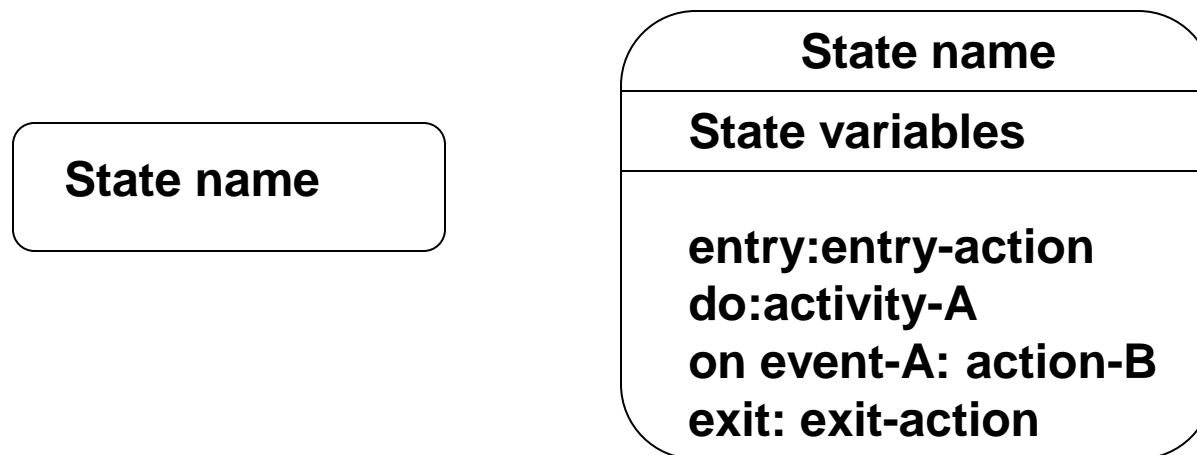 State name
State name
State variables
entry:entry-action
do:activity-A
on event-A: action-B
exit: exit-action